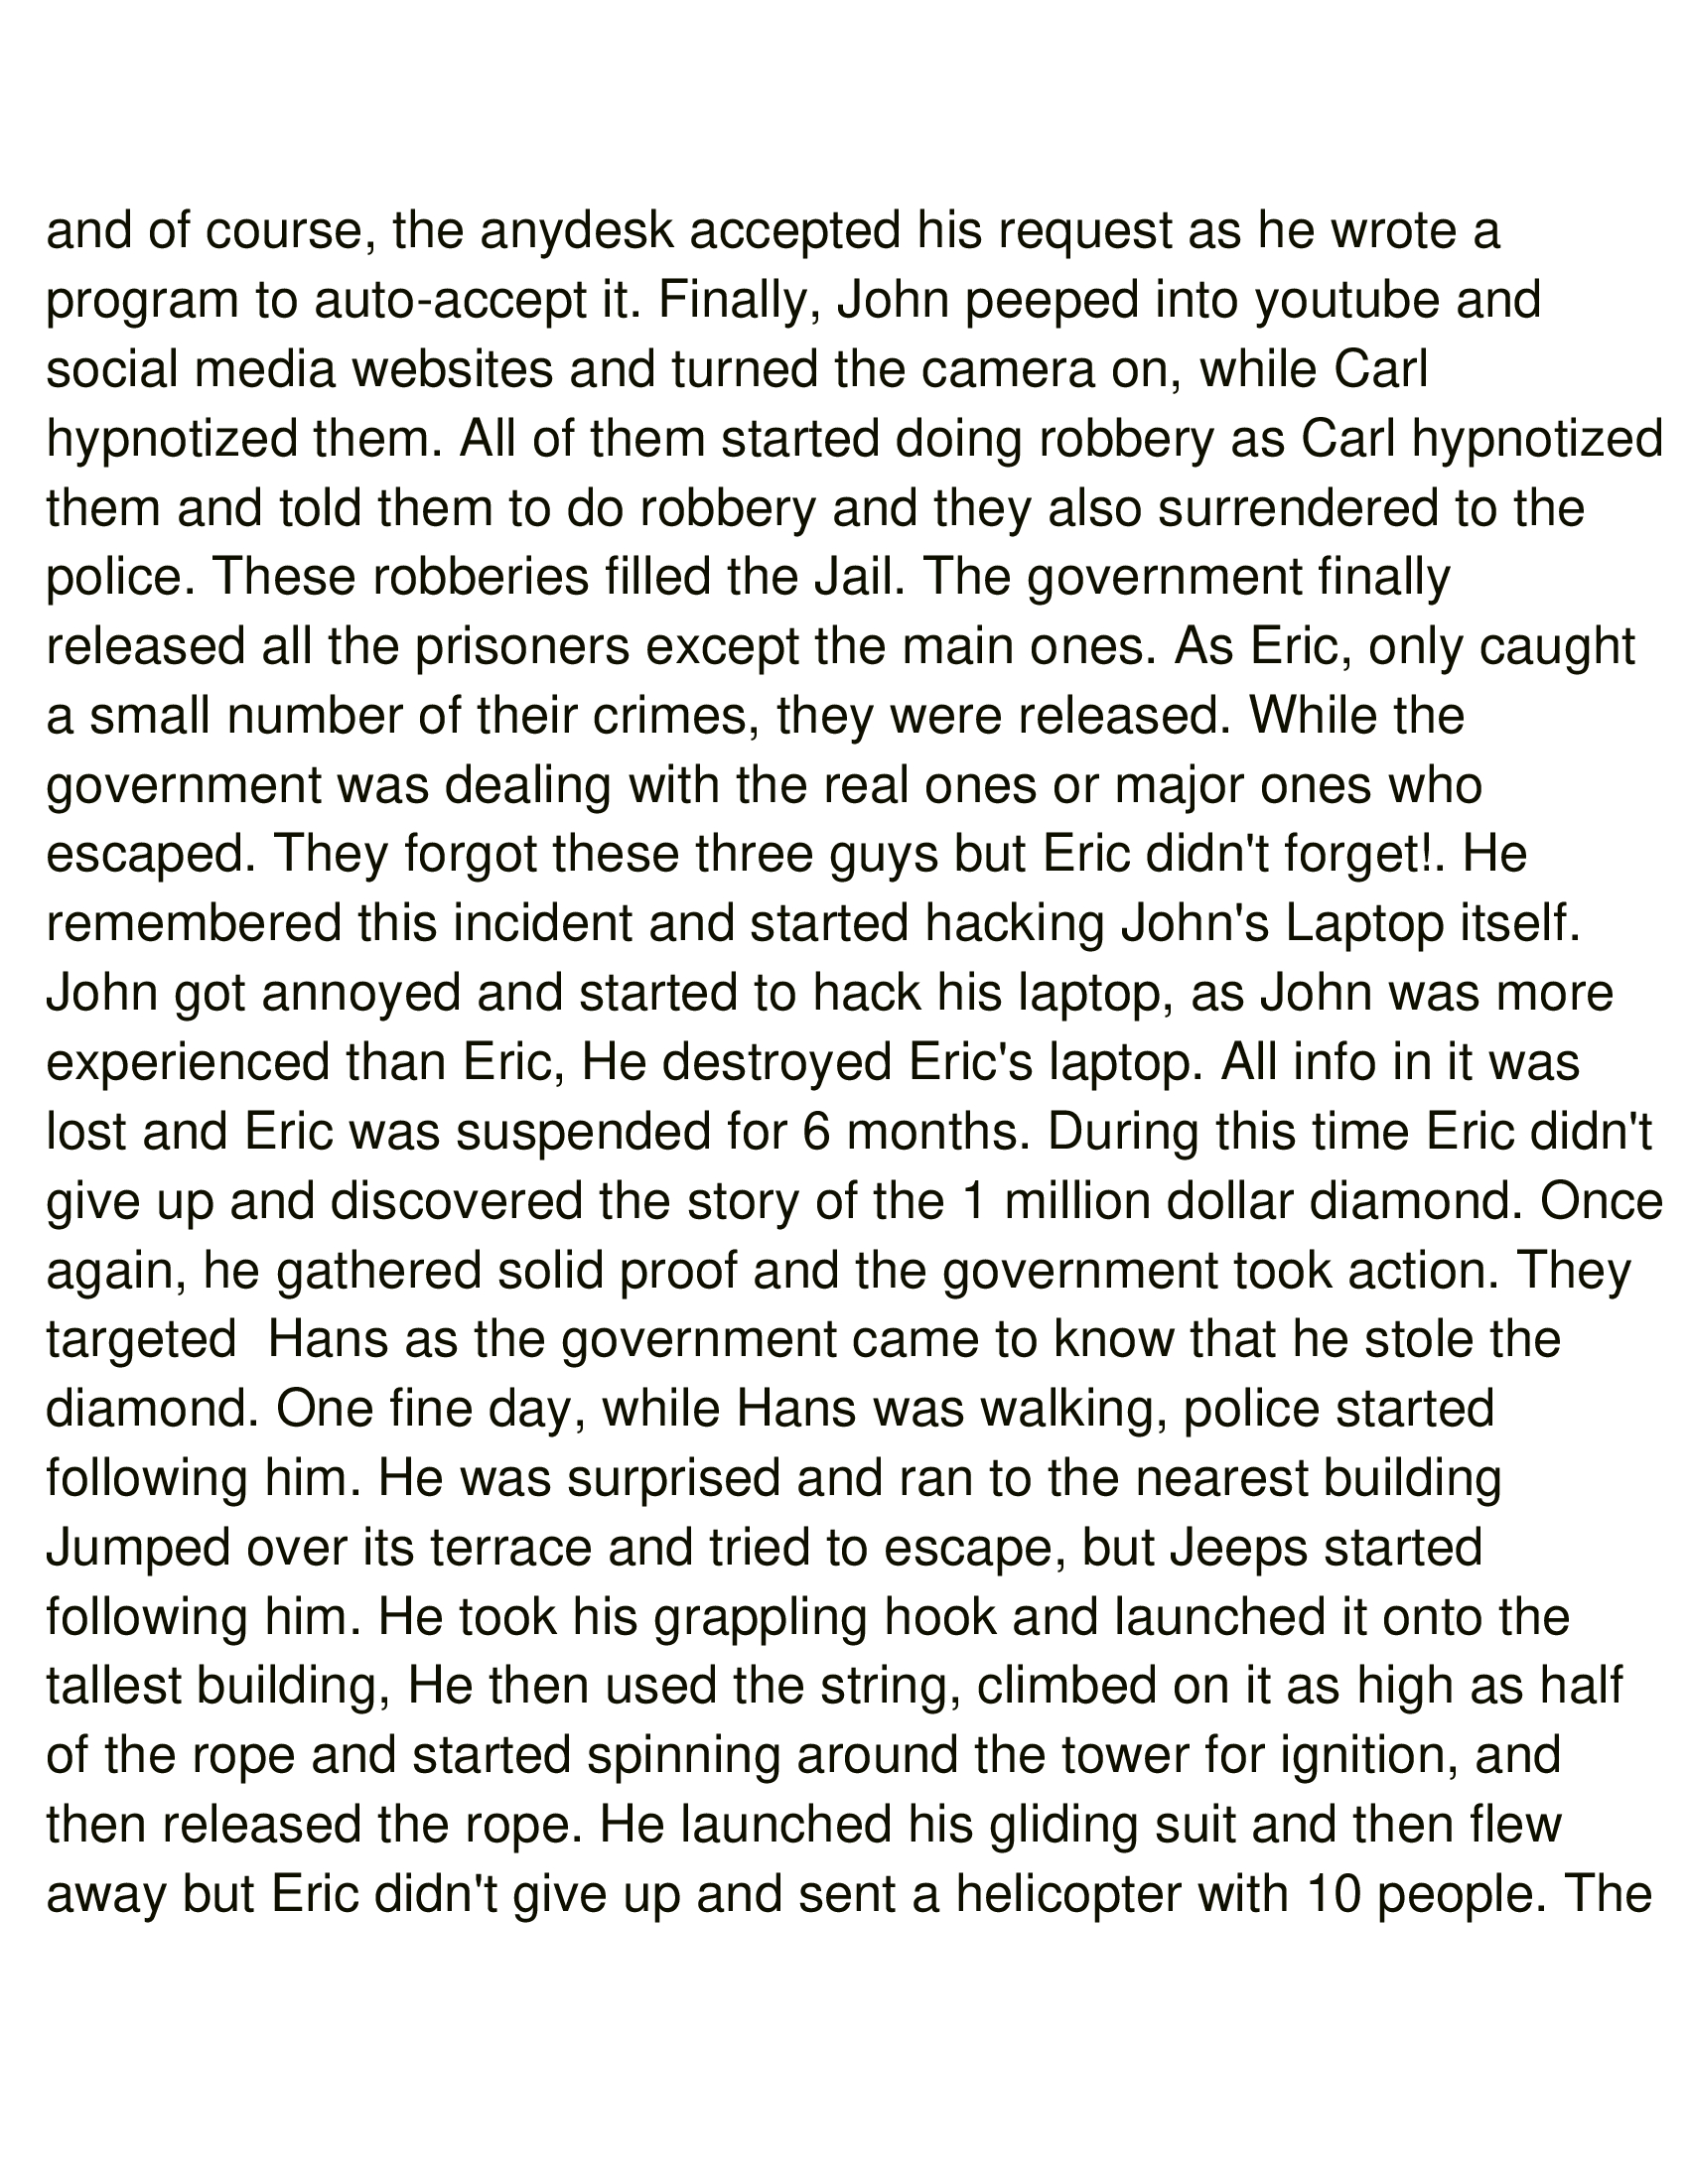 and of course, the anydesk accepted his request as he wrote a
program to auto-accept it. Finally, John peeped into youtube and
social media websites and turned the camera on, while Carl
hypnotized them. All of them started doing robbery as Carl hypnotized
them and told them to do robbery and they also surrendered to the
police. These robberies filled the Jail. The government finally
released all the prisoners except the main ones. As Eric, only caught
a small number of their crimes, they were released. While the
government was dealing with the real ones or major ones who
escaped. They forgot these three guys but Eric didn't forget!. He
remembered this incident and started hacking John's Laptop itself.
John got annoyed and started to hack his laptop, as John was more
experienced than Eric, He destroyed Eric's laptop. All info in it was
lost and Eric was suspended for 6 months. During this time Eric didn't
give up and discovered the story of the 1 million dollar diamond. Once
again, he gathered solid proof and the government took action. They
targeted  Hans as the government came to know that he stole the
diamond. One fine day, while Hans was walking, police started
following him. He was surprised and ran to the nearest building
Jumped over its terrace and tried to escape, but Jeeps started
following him. He took his grappling hook and launched it onto the
tallest building, He then used the string, climbed on it as high as half
of the rope and started spinning around the tower for ignition, and
then released the rope. He launched his gliding suit and then flew
away but Eric didn't give up and sent a helicopter with 10 people. The